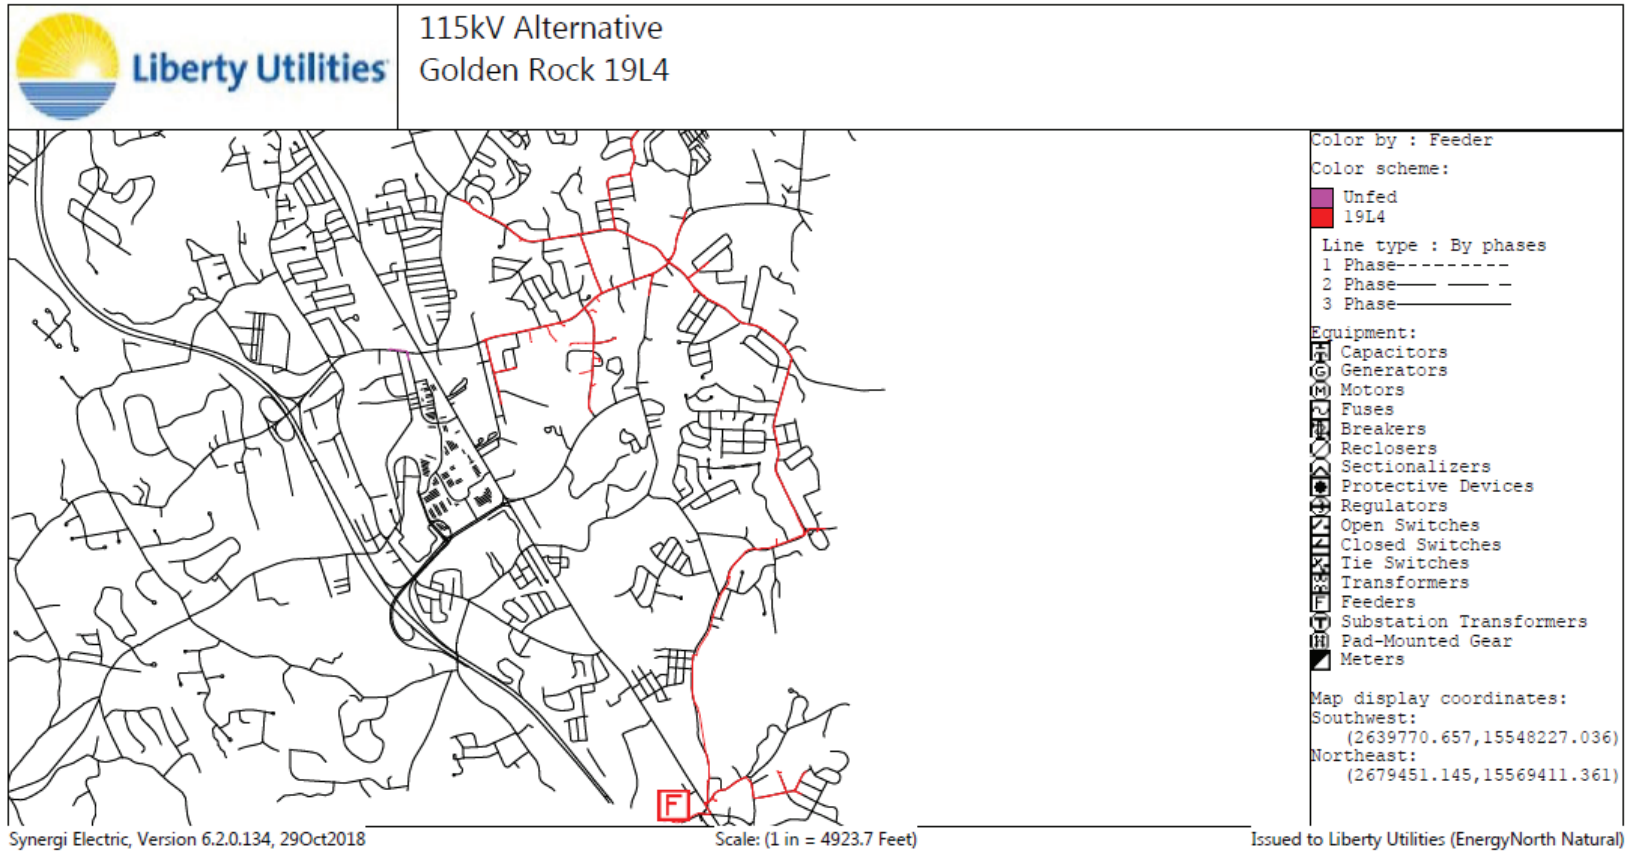 Liberty Utilities
115kV Alternative
Golden Rock 19L4
Color by : Feeder
Color scheme:
Unfed
19L4
Line type : By phases
1 Phase
2 Phase
3 Phase
Equipment:
Capacitors
G Generators
M Motors
Fuses
Breakers
Reclosers
Sectionalizers
Protective Devices
Regulators
Open Switches
Closed Switches
Tie Switches
Transformers
F Feeders
T Substation Transformers
Pad-Mounted Gear
Meters
Map display coordinates:
Southwest:
(2639770.657,15548227.036)
Northeast:
(2679451.145,15569411.361)
F
Synergi Electric, Version 6.2.0.134, 29Oct2018
Scale: (1 in = 4923.7 Feet)
Issued to Liberty Utilities (EnergyNorth Natural)